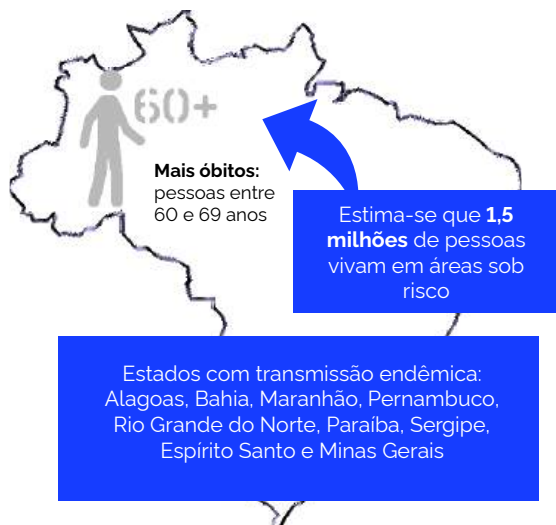 60+
Mais óbitos:
pessoas entre
60 e 69 anos
Estima-se que 1,5
milhões de pessoas
vivam em áreas sob
risco
Estados com transmissão endêmica:
Alagoas, Bahia, Maranhão, Pernambuco,
Rio Grande do Norte, Paraíba, Sergipe,
Espírito Santo e Minas Gerais